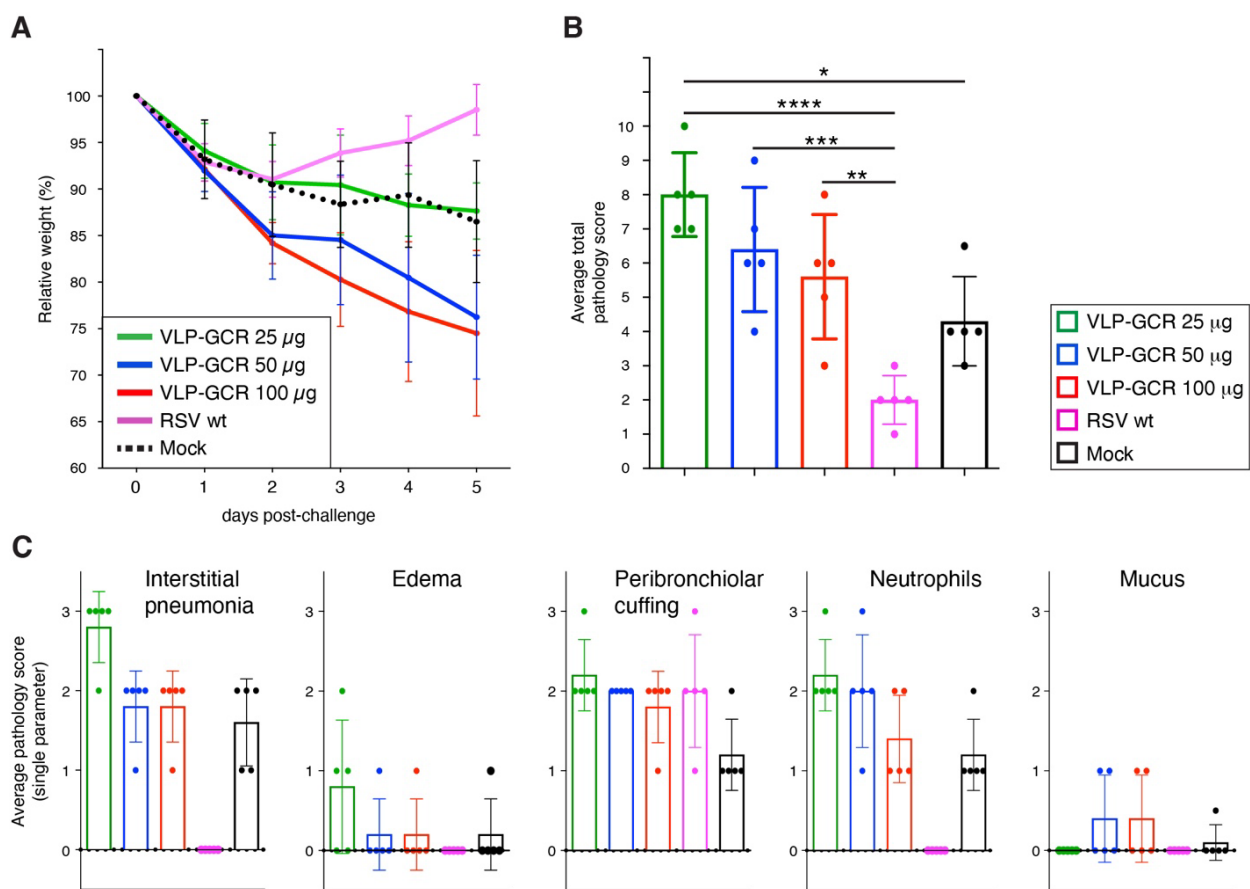 A
Relative weight (%)
100
95
90
85
80
75
70
65
60
VLP-GCR 25 µg
VLP-GCR 50 µg
VLP-GCR 100 µg
RSV wt
Mock
0 1 2 3 4 5
days post-challenge
B
Average total
pathology score
10
9
8
7
6
5
4
3
2
1
0
*
****
***
**
VLP-GCR 25 µg
VLP-GCR 50 µg
VLP-GCR 100 µg
RSV wt
Mock
C
Average pathology score
(single parameter)
Interstitial
pneumonia
3
2
1
0
Edema
3
2
1
0
Peribronchiolar
cuffing
3
2
1
0
Neutrophils
3
2
1
0
Mucus
3
2
1
0